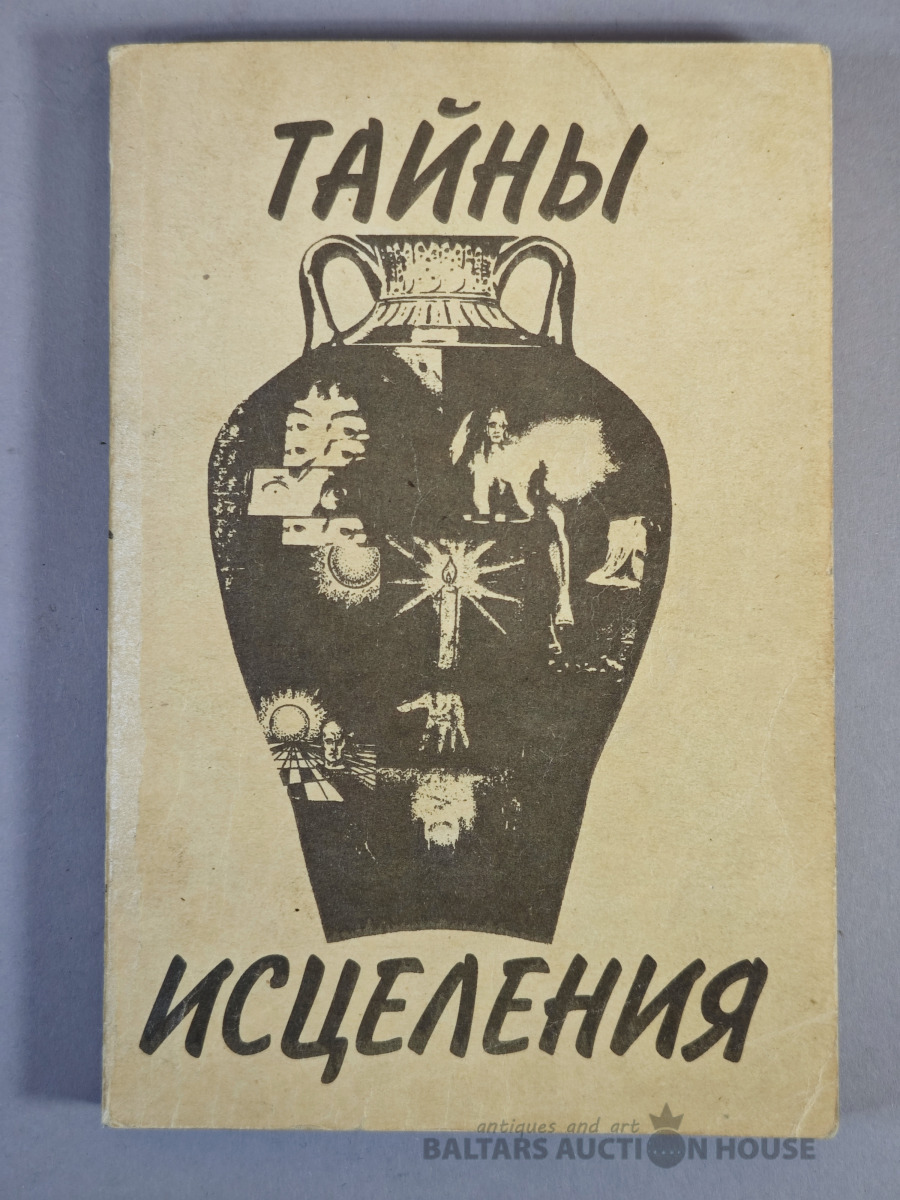 ТАЙНЫ
ИСЦЕЛЕНИЯ
antiques and art
BALTARS AUCTION HOUSE